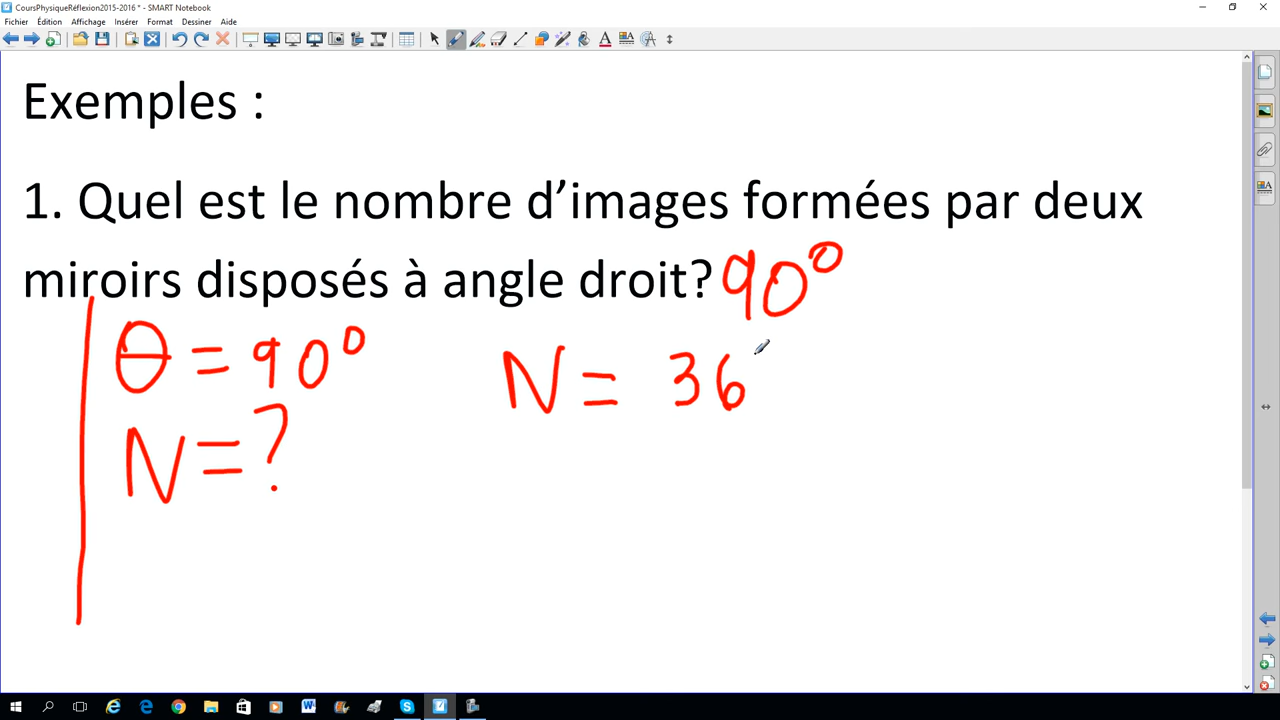 CoursPhysiqueRéflexion2015-2016 * - SMART Notebook
Fichier Édition Affichage Insérer Format Dessiner Aide
Exemples :
1. Quel est le nombre d’images formées par deux
miroirs disposés à angle droit? 90°
θ = 90° N = 36
N = ?